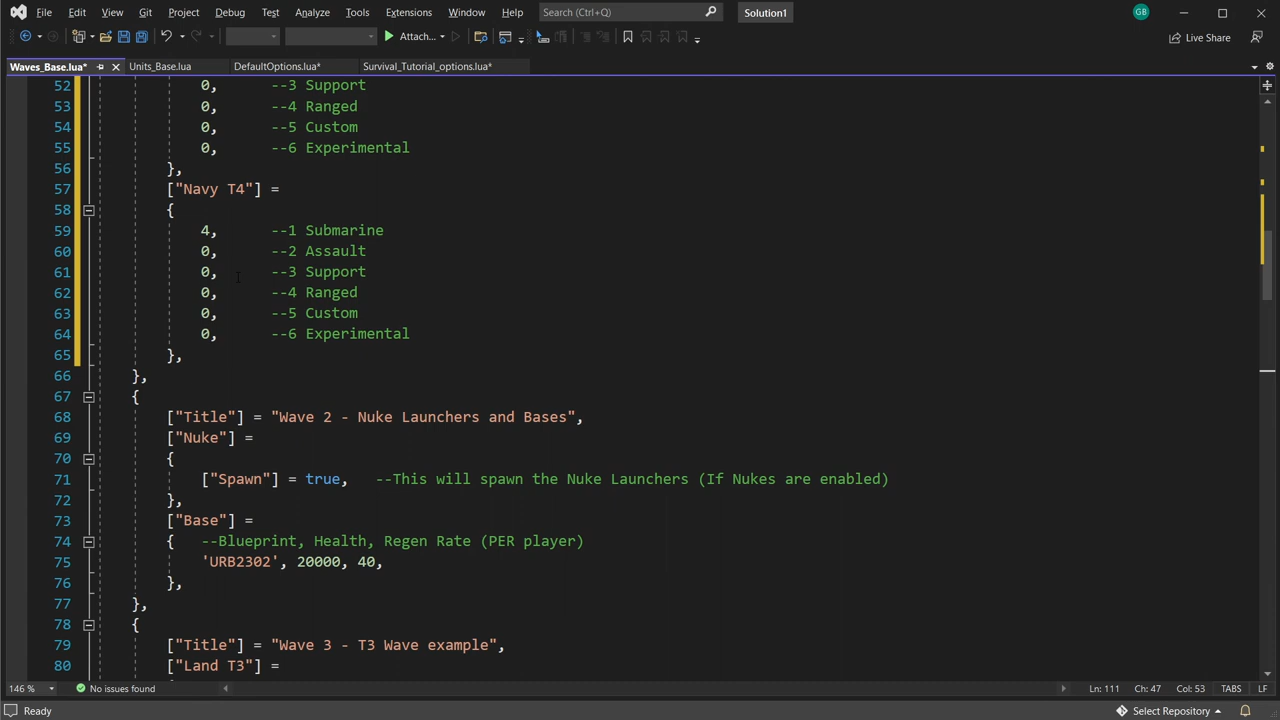 File Edit View Git Project Debug Test Analyze Tools Extensions Window Help Search (Ctrl+Q) Solution1 GB
Attach... Live Share
Waves_Base.lua* Units_Base.lua DefaultOptions.lua* Survival_Tutorial_options.lua*
52 0, --3 Support
53 0, --4 Ranged
54 0, --5 Custom
55 0, --6 Experimental
56 },
57 ["Navy T4"] =
58 {
59 4, --1 Submarine
60 0, --2 Assault
61 0, --3 Support
62 0, --4 Ranged
63 0, --5 Custom
64 0, --6 Experimental
65 },
66 },
67 {
68 ["Title"] = "Wave 2 - Nuke Launchers and Bases",
69 ["Nuke"] =
70 {
71 ["Spawn"] = true, --This will spawn the Nuke Launchers (If Nukes are enabled)
72 },
73 ["Base"] =
74 { --Blueprint, Health, Regen Rate (PER player)
75 'URB2302', 20000, 40,
76 },
77 },
78 {
79 ["Title"] = "Wave 3 - T3 Wave example",
80 ["Land T3"] =
146 % No issues found Ln: 111 Ch: 47 Col: 53 TABS LF
Ready Select Repository